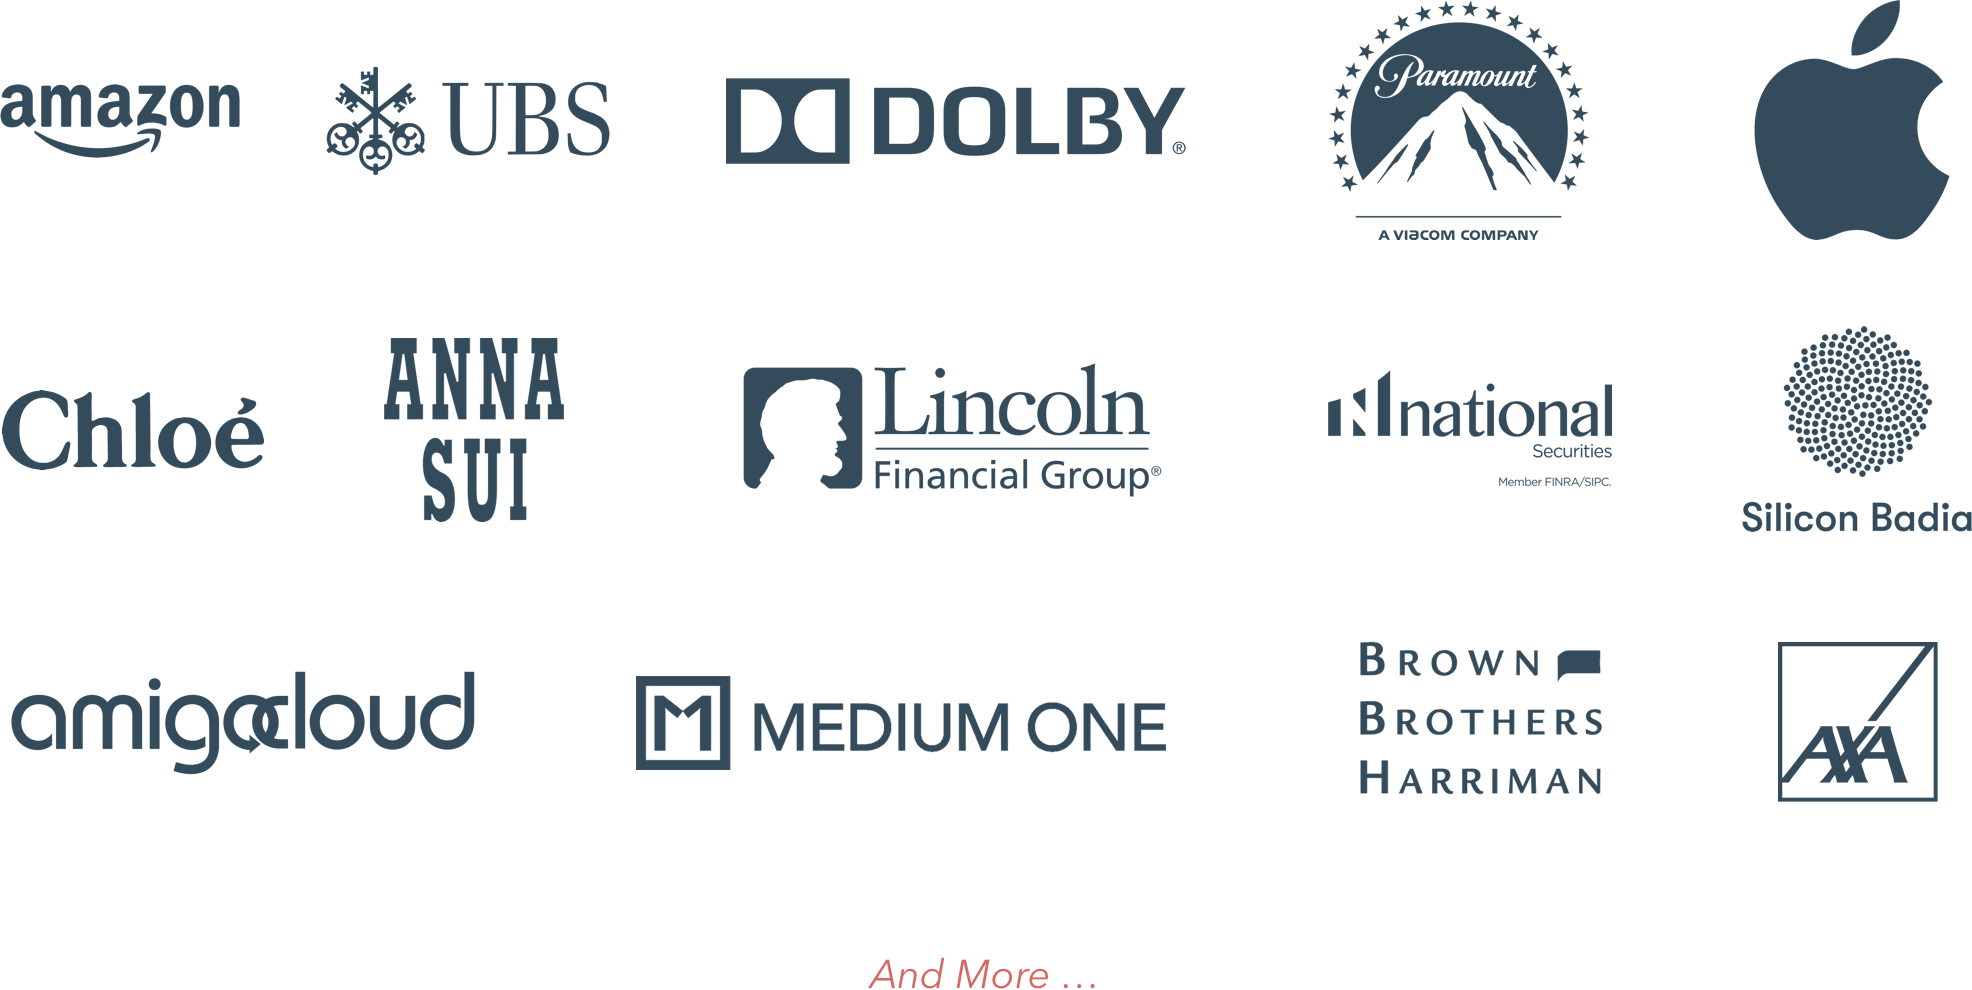 amazon
UBS
DOLBY®
Paramount
A VIACOM COMPANY
Chloé
ANNA
SUI
Lincoln
Financial Group®
national
Securities
Member FINRA/SIPC.
Silicon Badia
amigocloud
M MEDIUM ONE
BROWN
BROTHERS
HARRIMAN
AXA
And More ...